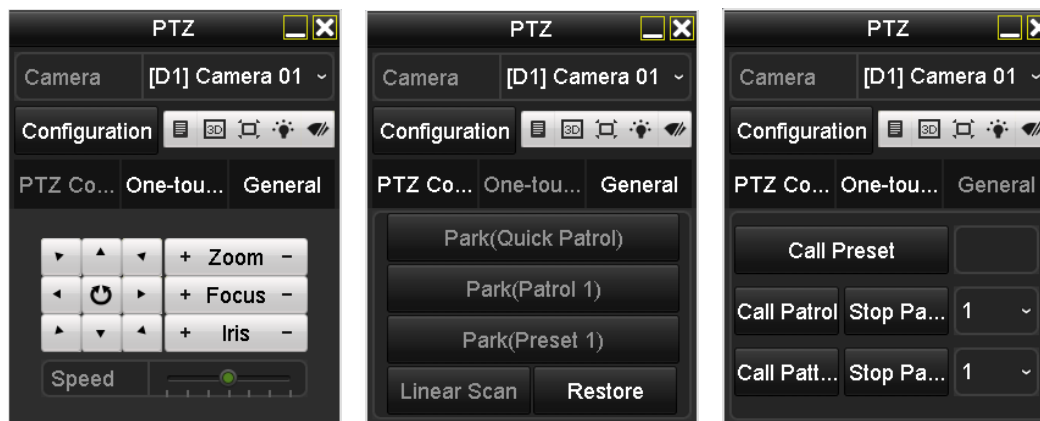 PTZ
Camera [D1] Camera 01
Configuration 3D
PTZ Co... One-tou... General
+ Zoom -
+ Focus -
+ Iris -
Speed
PTZ
Camera [D1] Camera 01
Configuration 3D
PTZ Co... One-tou... General
Park(Quick Patrol)
Park(Patrol 1)
Park(Preset 1)
Linear Scan Restore
PTZ
Camera [D1] Camera 01
Configuration 3D
PTZ Co... One-tou... General
Call Preset
Call Patrol Stop Pa... 1
Call Patt... Stop Pa... 1